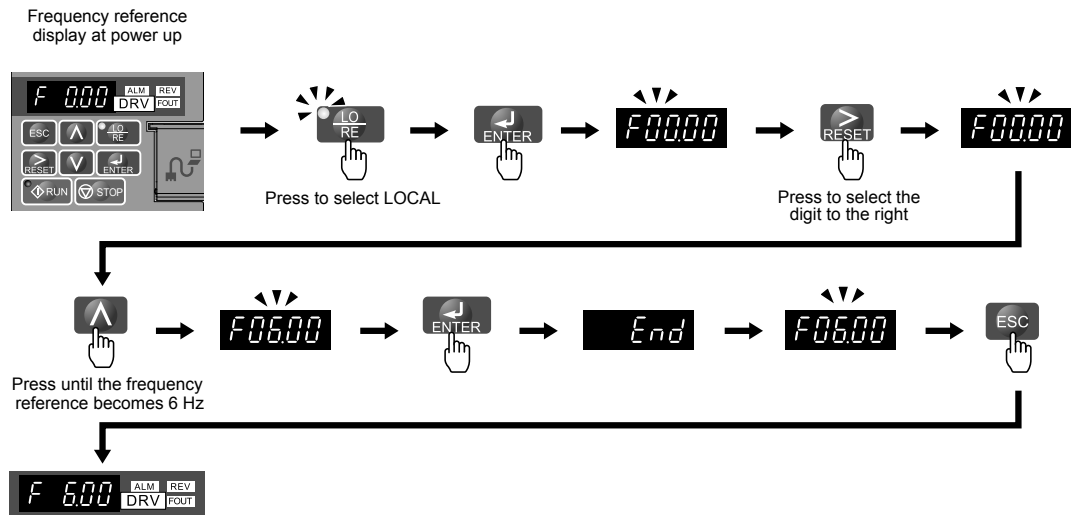 Frequency reference
display at power up
F 0.00
ALM REV
DRV FOUT
ESC LO
RE
RESET ENTER
RUN STOP
LO
RE
Press to select LOCAL
ENTER
F00.00
RESET
Press to select the
digit to the right
F00.00
Press until the frequency
reference becomes 6 Hz
F06.00
ENTER
End
F06.00
ESC
F 6.00
ALM REV
DRV FOUT